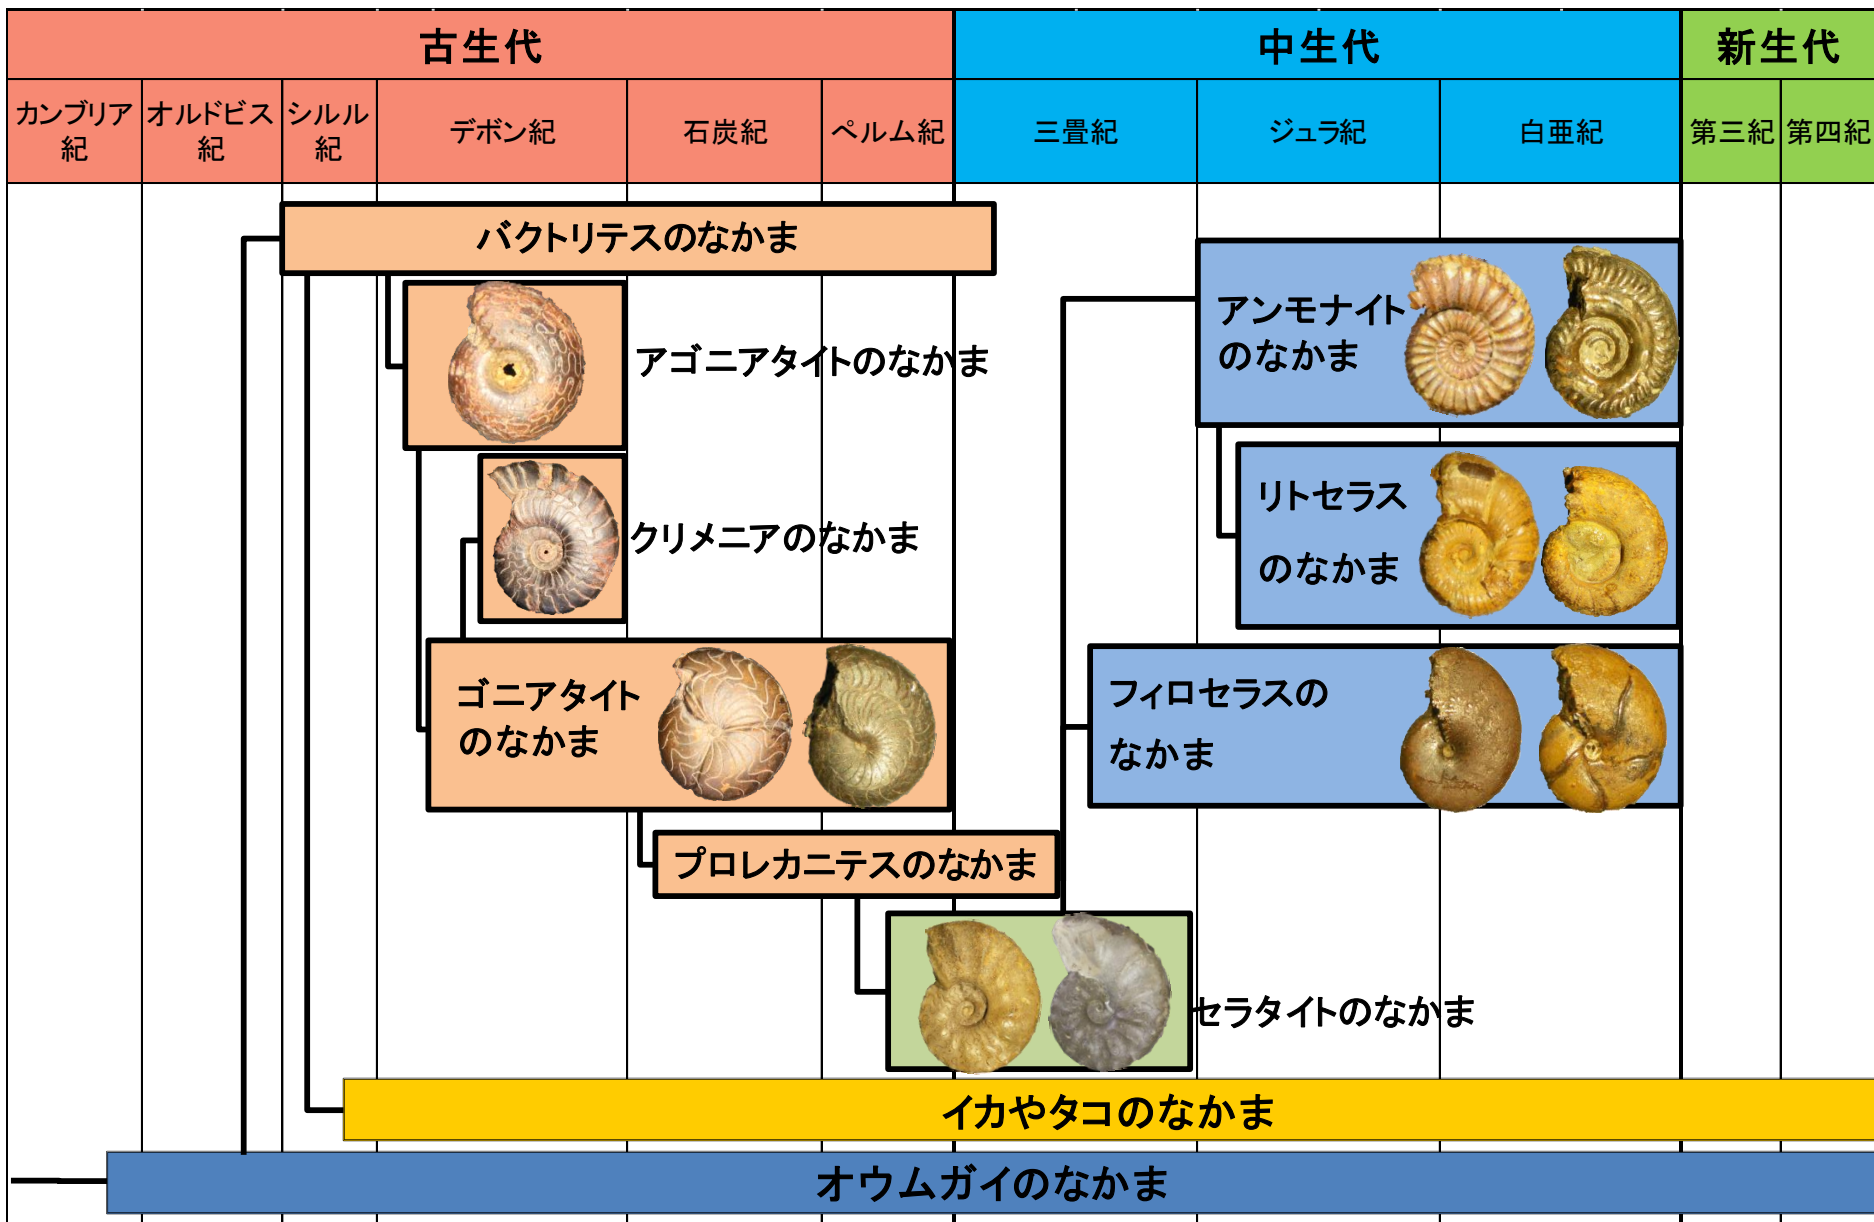 古生代
中生代
新生代
カンブリア
紀
オルドビス
紀
シルル
紀
デボン紀
石炭紀
ペルム紀
三畳紀
ジュラ紀
白亜紀
第三紀
第四紀
バクトリテスのなかま
アゴニアタイトのなかま
クリメニアのなかま
ゴニアタイト
のなかま
プロレカニテスのなかま
セラタイトのなかま
アンモナイト
のなかま
リトセラス
のなかま
フィロセラスの
なかま
イカやタコのなかま
オウムガイのなかま